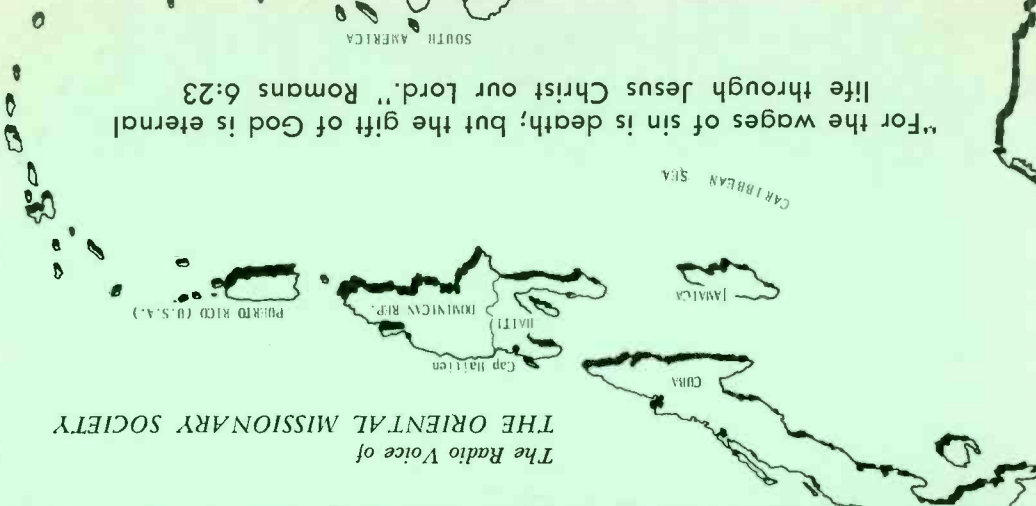 The Radio Voice of
THE ORIENTAL MISSIONARY SOCIETY
CUBA
Cap Haitien
HAITI
DOMINICAN REP.
PUERTO RICO (U.S.A.)
JAMAICA
CARIBBEAN SEA
"For the wages of sin is death; but the gift of God is eternal
life through Jesus Christ our Lord." Romans 6:23
SOUTH AMERICA